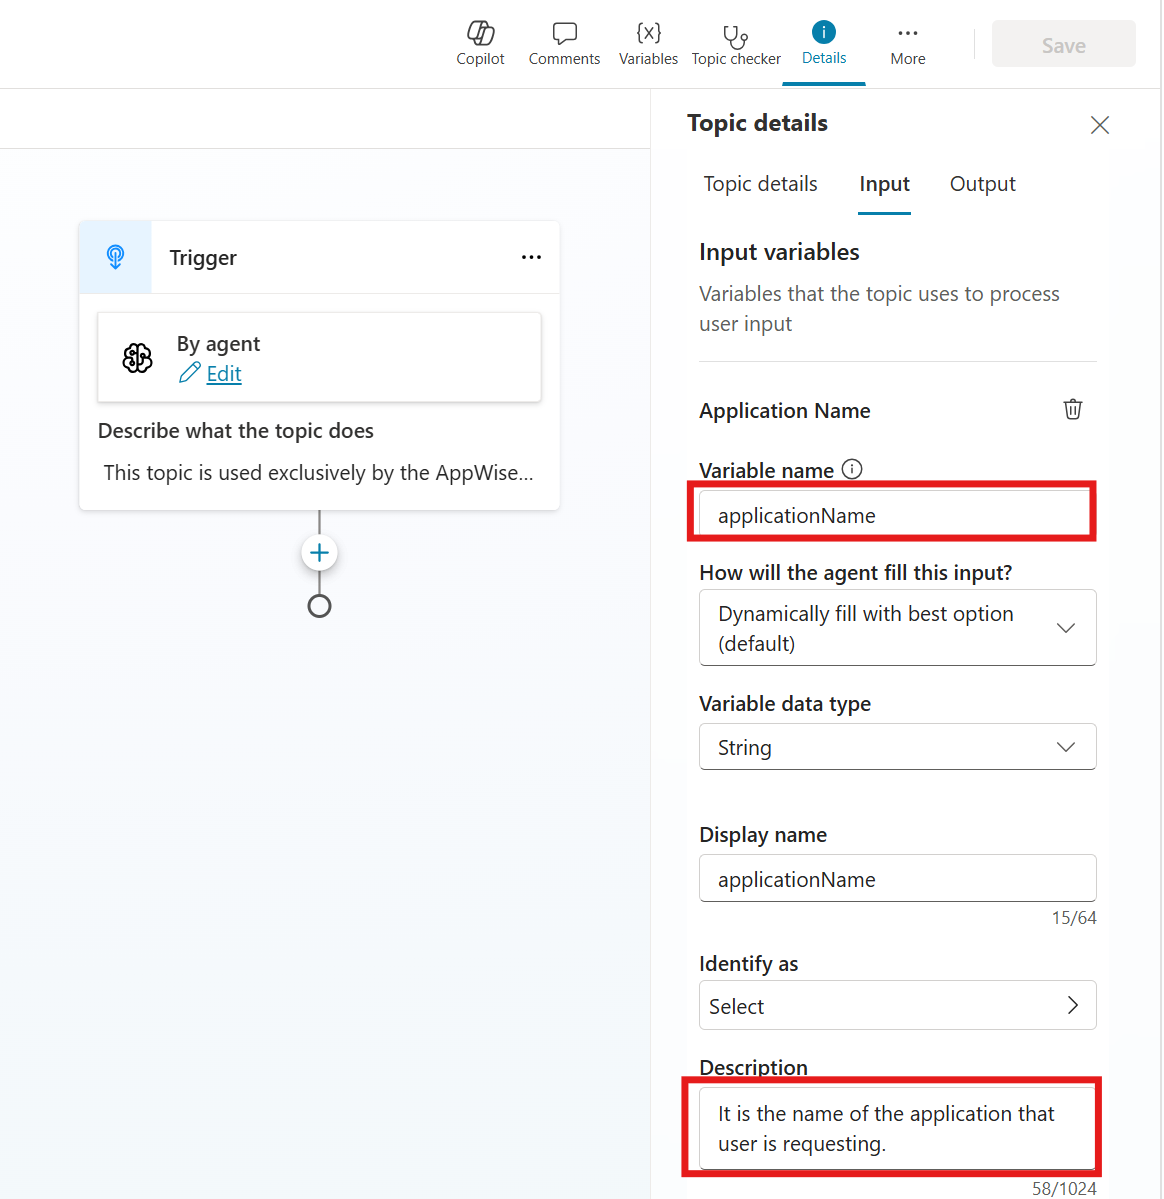 Copilot
Comments
{x}
Variables
Topic checker
Details
More
Save
Topic details
Topic details
Input
Output
Trigger
By agent
Edit
Describe what the topic does
This topic is used exclusively by the AppWise...
Input variables
Variables that the topic uses to process
user input
Application Name
Variable name
applicationName
How will the agent fill this input?
Dynamically fill with best option
(default)
Variable data type
String
Display name
applicationName
15/64
Identify as
Select
Description
It is the name of the application that
user is requesting.
58/1024